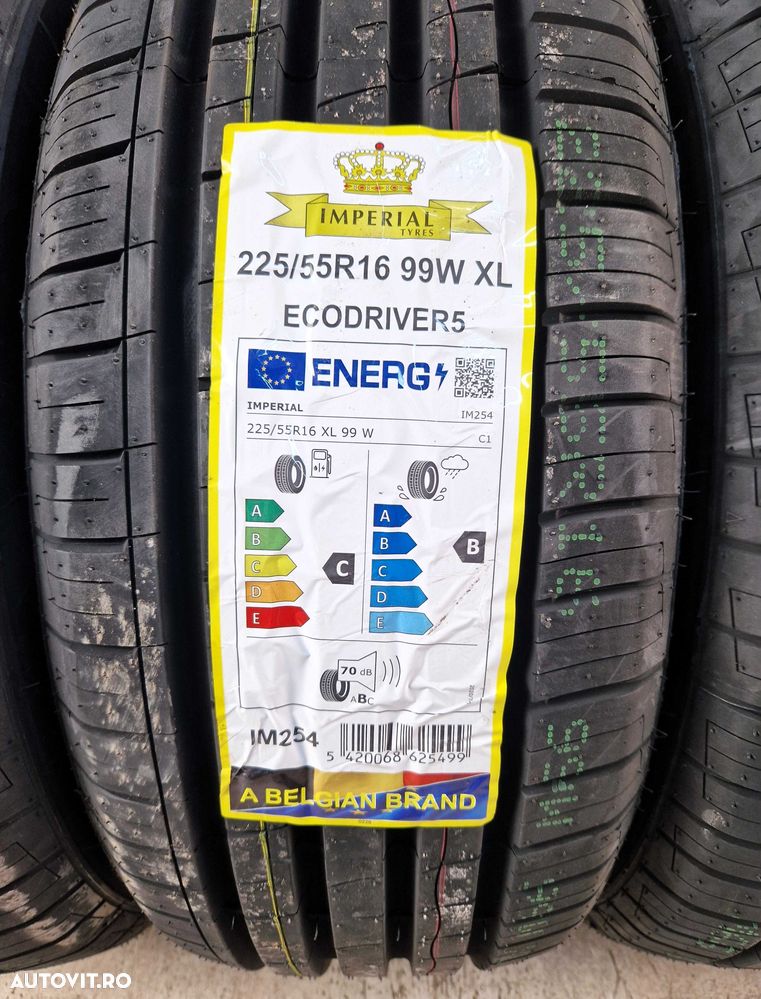 IMPERIAL
TYRES
225/55R16 99W XL
ECODRIVER5
ENERG
IMPERIAL IM254
225/55R16 XL 99 W C1
A A
B B
C C
D D
E E
C B
70 dB
ABC
IM254
5 420068 625499
A BELGIAN BRAND
AUTOVIT.RO